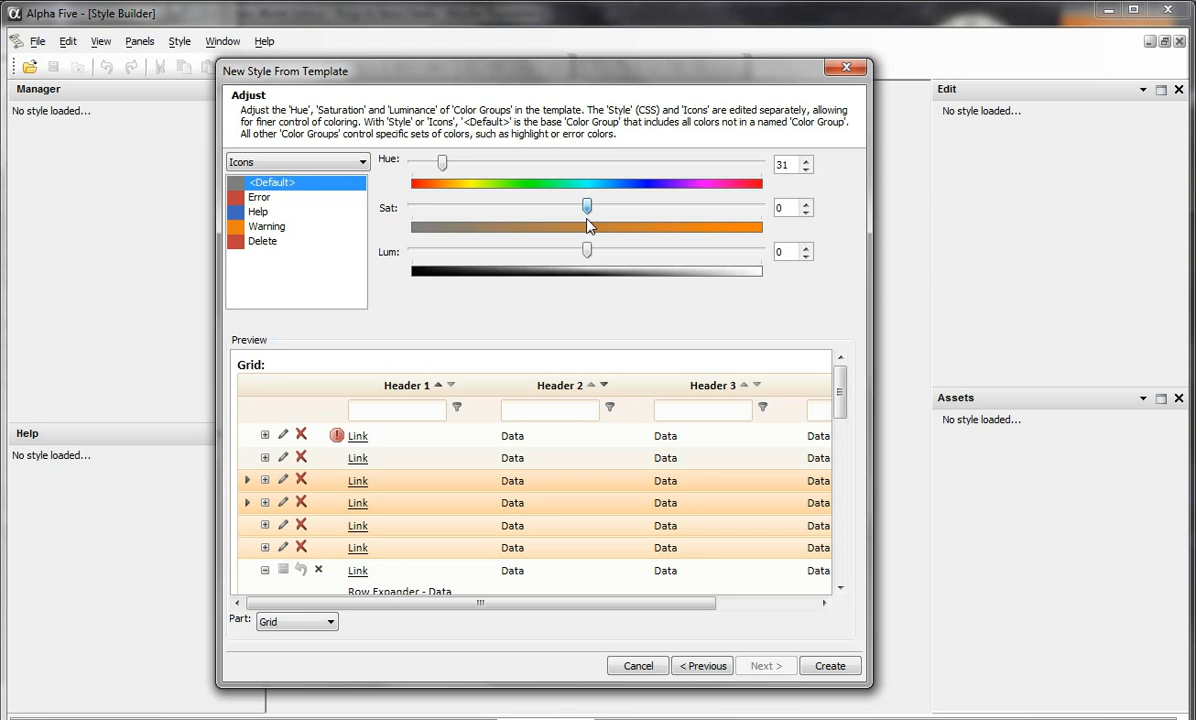 Alpha Five - [Style Builder]
File Edit View Panels Style Window Help
Manager
No style loaded...
Help
No style loaded...
New Style From Template
Adjust
Adjust the 'Hue', 'Saturation' and 'Luminance' of 'Color Groups' in the template. The 'Style' (CSS) and 'Icons' are edited separately, allowing
for finer control of coloring. With 'Style' or 'Icons', '<Default>' is the base 'Color Group' that includes all colors not in a named 'Color Group'.
All other 'Color Groups' control specific sets of colors, such as highlight or error colors.
Icons
<Default>
Error
Help
Warning
Delete
Hue: 31
Sat: 0
Lum: 0
Preview
Grid:
Header 1 Header 2 Header 3
Link Data Data Data
Link Data Data Data
Link Data Data Data
Link Data Data Data
Link Data Data Data
Link Data Data Data
Link Data Data Data
Row Expander - Data
Part: Grid
Cancel < Previous Next > Create
Edit
No style loaded...
Assets
No style loaded...